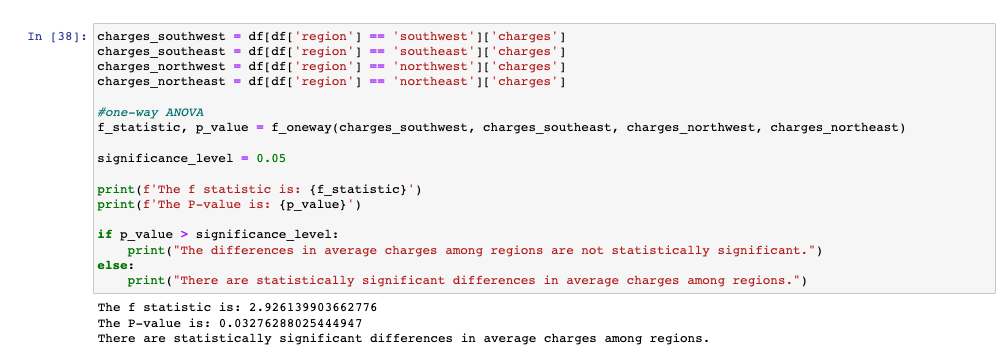 In [38]: charges_southwest = df[df['region'] == 'southwest']['charges']
charges_southeast = df[df['region'] == 'southeast']['charges']
charges_northwest = df[df['region'] == 'northwest']['charges']
charges_northeast = df[df['region'] == 'northeast']['charges']
#one-way ANOVA
f_statistic, p_value = f_oneway(charges_southwest, charges_southeast, charges_northwest, charges_northeast)
significance_level = 0.05
print(f'The f statistic is: {f_statistic}')
print(f'The P-value is: {p_value}')
if p_value > significance_level:
    print("The differences in average charges among regions are not statistically significant.")
else:
    print("There are statistically significant differences in average charges among regions.")
The f statistic is: 2.926139903662776
The P-value is: 0.03276288025444947
There are statistically significant differences in average charges among regions.